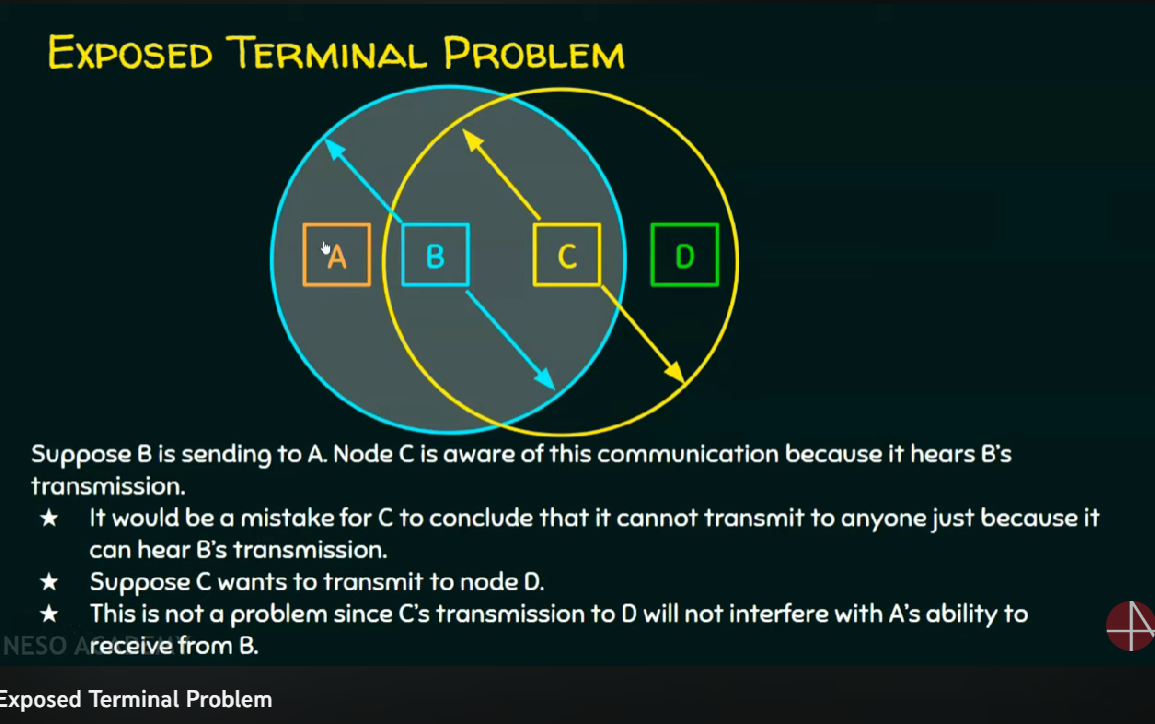 EXPOSED TERMINAL PROBLEM
A B C D
Suppose B is sending to A. Node C is aware of this communication because it hears B's
transmission.
★ It would be a mistake for C to conclude that it cannot transmit to anyone just because it
can hear B's transmission.
★ Suppose C wants to transmit to node D.
★ This is not a problem since C's transmission to D will not interfere with A's ability to
receive from B.
NESO ACADEMY
Exposed Terminal Problem